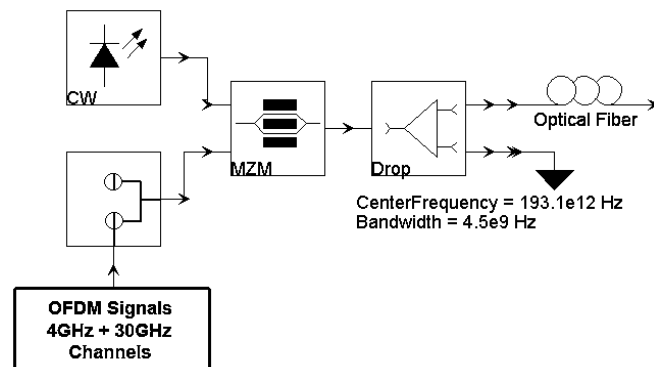 CW
MZM
Drop
Optical Fiber
CenterFrequency = 193.1e12 Hz
Bandwidth = 4.5e9 Hz
OFDM Signals
4GHz + 30GHz
Channels